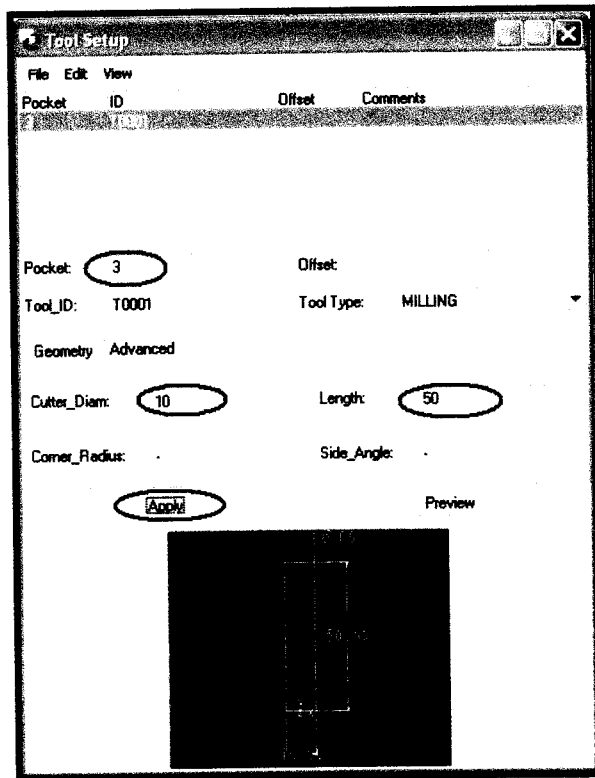 Tool Setup
File Edit View
Pocket ID Offset Comments
3
Pocket: 3 Offset:
Tool_ID: T0001 Tool Type: MILLING
Geometry Advanced
Cutter_Diam: 10 Length: 50
Corner_Radius: - Side_Angle: -
Apply Preview